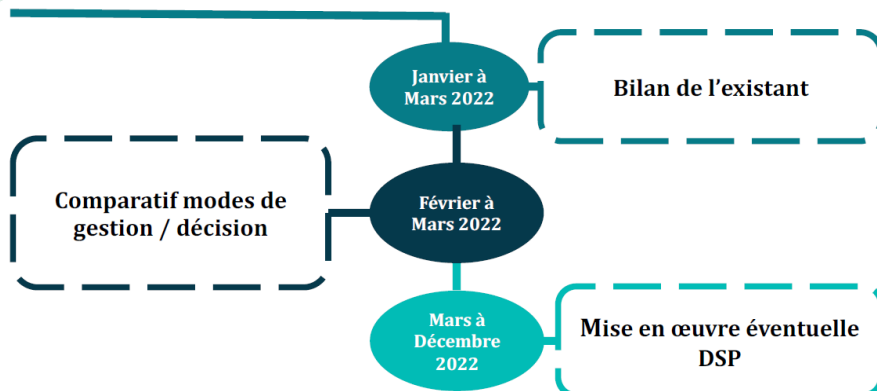 Janvier à
Mars 2022
Bilan de l'existant
Comparatif modes de
gestion / décision
Février à
Mars 2022
Mars à
Décembre
2022
Mise en œuvre éventuelle
DSP